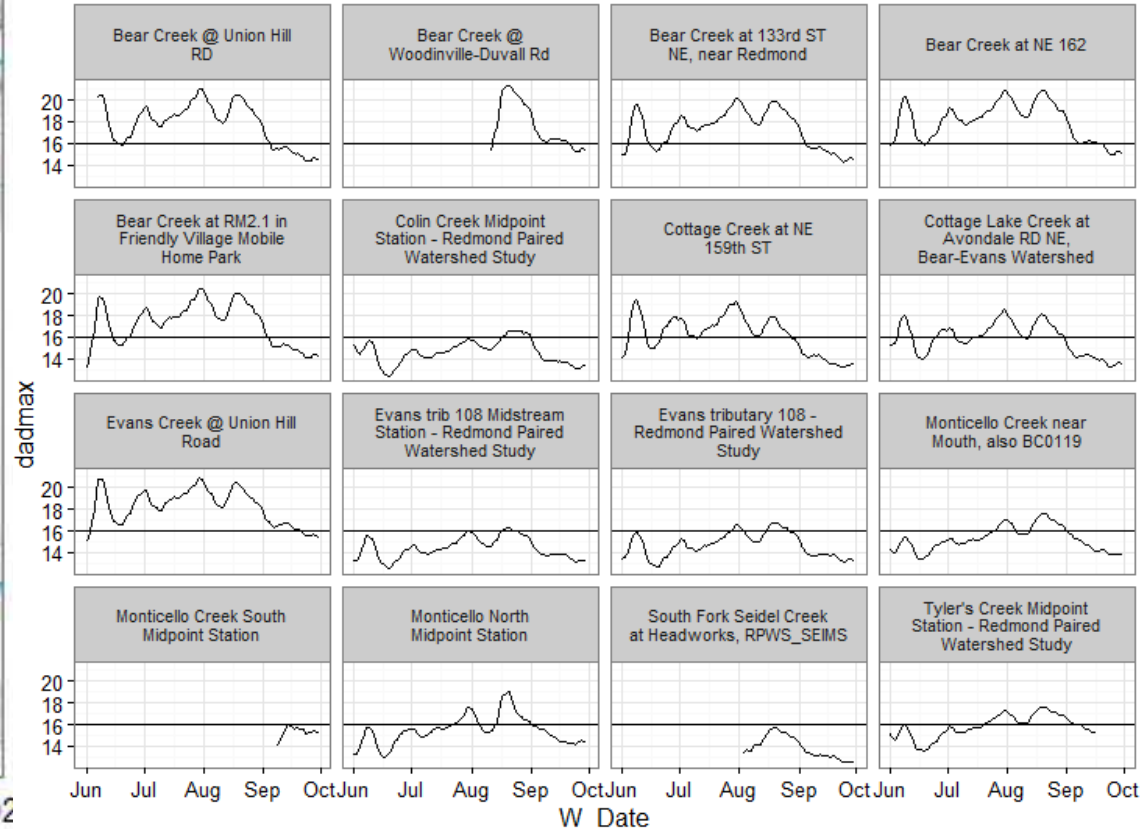 Bear Creek @ Union Hill
RD
Bear Creek @
Woodinville-Duvall Rd
Bear Creek at 133rd ST
NE, near Redmond
Bear Creek at NE 162
20
18
16
14
Bear Creek at RM2.1 in
Friendly Village Mobile
Home Park
Colin Creek Midpoint
Station - Redmond Paired
Watershed Study
Cottage Creek at NE
159th ST
Cottage Lake Creek at
Avondale RD NE,
Bear-Evans Watershed
20
18
16
14
dadmax
Evans Creek @ Union Hill
Road
Evans trib 108 Midstream
Station - Redmond Paired
Watershed Study
Evans tributary 108 -
Redmond Paired Watershed
Study
Monticello Creek near
Mouth, also BC0119
20
18
16
14
Monticello Creek South
Midpoint Station
Monticello North
Midpoint Station
South Fork Seidel Creek
at Headworks, RPWS_SEIMS
Tyler's Creek Midpoint
Station - Redmond Paired
Watershed Study
20
18
16
14
Jun Jul Aug Sep Oct Jun Jul Aug Sep Oct Jun Jul Aug Sep Oct Jun Jul Aug Sep Oct
W_Date
2